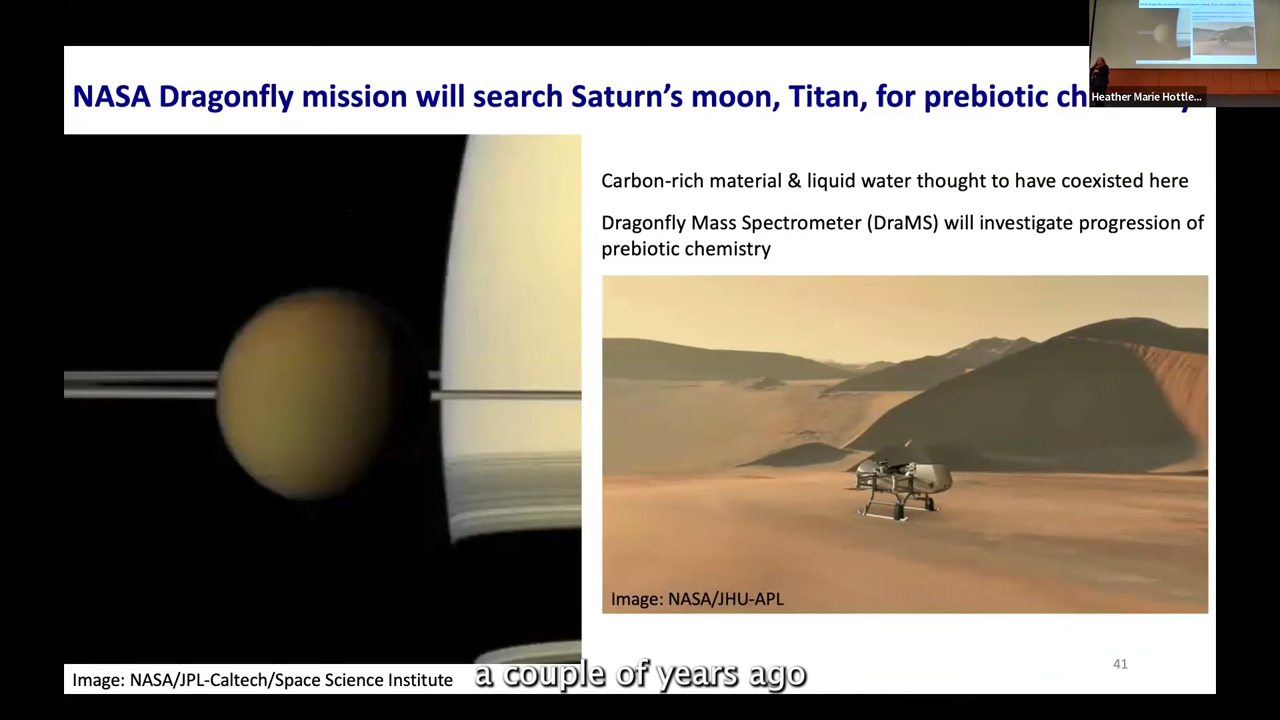 NASA Dragonfly mission will search Saturn's moon, Titan, for prebiotic
Heather Marie Hottle...
Carbon-rich material & liquid water thought to have coexisted here
Dragonfly Mass Spectrometer (DraMS) will investigate progression of
prebiotic chemistry
Image: NASA/JHU-APL
41
Image: NASA/JPL-Caltech/Space Science Institute
a couple of years ago